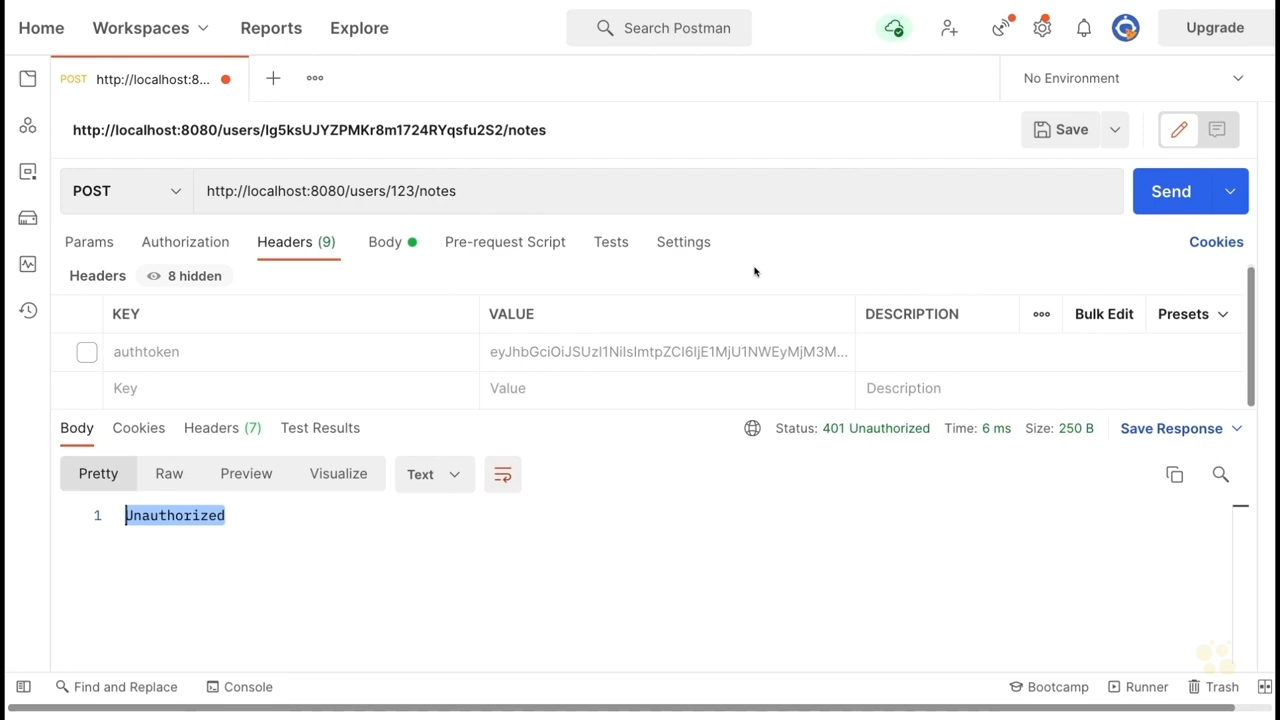 Home Workspaces Reports Explore Search Postman Upgrade
POST http://localhost:8... No Environment
http://localhost:8080/users/Ig5ksUJYZPMKr8m1724RYqsfu2S2/notes Save
POST http://localhost:8080/users/123/notes Send
Params Authorization Headers (9) Body Pre-request Script Tests Settings Cookies
Headers 8 hidden
KEY VALUE DESCRIPTION Bulk Edit Presets
authtoken eyJhbGciOiJSUzI1NiIsImtpZCI6IjE1MjU1NWEyMjM3M...
Key Value Description
Body Cookies Headers (7) Test Results Status: 401 Unauthorized Time: 6 ms Size: 250 B Save Response
Pretty Raw Preview Visualize Text
1 Unauthorized
Find and Replace Console Bootcamp Runner Trash